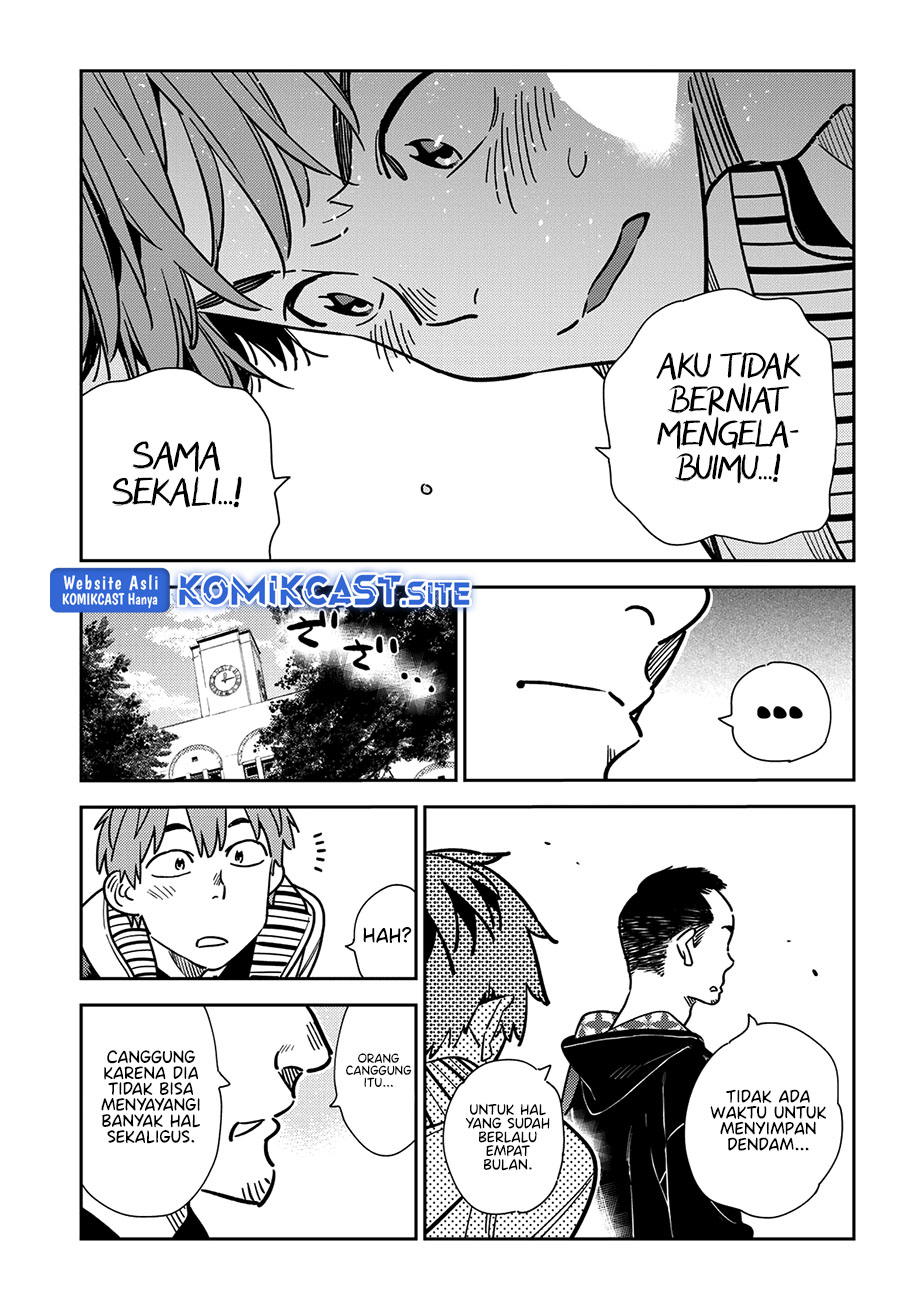 AKU TIDAK
BERNIAT
MENGELA-
BUIMU...!
SAMA
SEKALI...!
Website Asli
KOMIKCAST Hanya
KOMIKCAST.SITE
•••
ざざ...
TIDAK ADA
WAKTU UNTUK
MENYIMPAN
DENDAM...
UNTUK HAL
YANG SUDAH
BERLALU
EMPAT
BULAN.
HAH?
ORANG
CANGGUNG
ITU...
CANGGUNG
KARENA DIA
TIDAK BISA
MENYAYANGI
BANYAK HAL
SEKALIGUS.